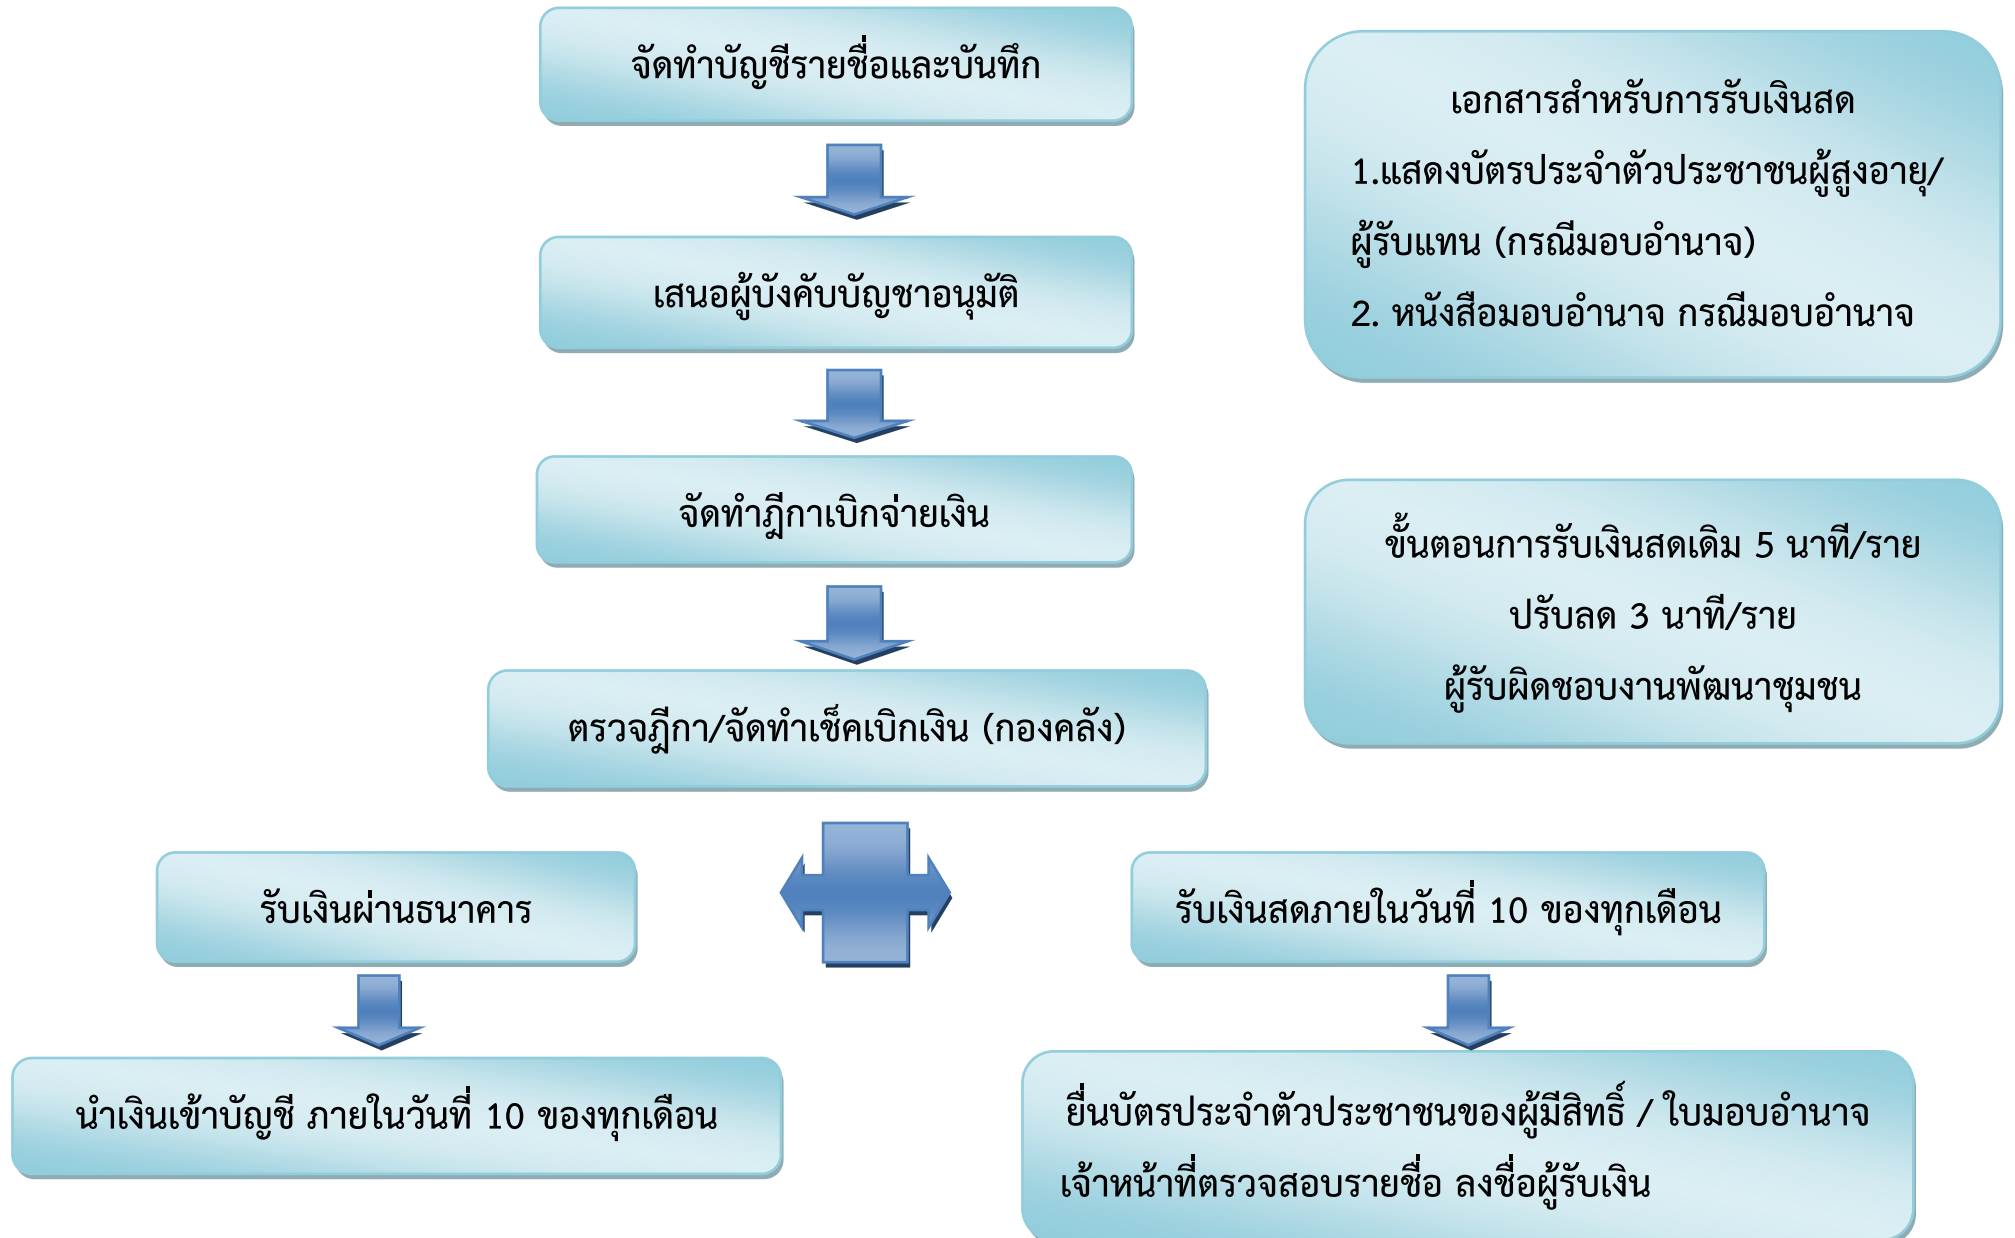 จัดทำบัญชีรายชื่อและบันทึก
เสนอผู้บังคับบัญชาอนุมัติ
จัดทำฎีกาเบิกจ่ายเงิน
ตรวจฎีกา/จัดทำเช็คเบิกเงิน (กองคลัง)
รับเงินผ่านธนาคาร
นำเงินเข้าบัญชี ภายในวันที่ 10 ของทุกเดือน
รับเงินสดภายในวันที่ 10 ของทุกเดือน
ยื่นบัตรประจำตัวประชาชนของผู้มีสิทธิ์ / ใบมอบอำนาจ
เจ้าหน้าที่ตรวจสอบรายชื่อ ลงชื่อผู้รับเงิน
เอกสารสำหรับการรับเงินสด
1.แสดงบัตรประจำตัวประชาชนผู้สูงอายุ/
ผู้รับแทน (กรณีมอบอำนาจ)
2. หนังสือมอบอำนาจ กรณีมอบอำนาจ
ขั้นตอนการรับเงินสดเดิม 5 นาที/ราย
ปรับลด 3 นาที/ราย
ผู้รับผิดชอบงานพัฒนาชุมชน